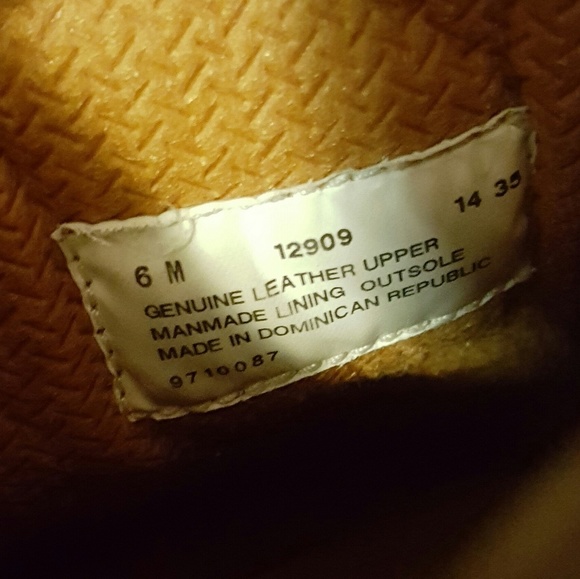 6 M 12909 14 35
GENUINE LEATHER UPPER
MANMADE LINING OUTSOLE
MADE IN DOMINICAN REPUBLIC
9710087